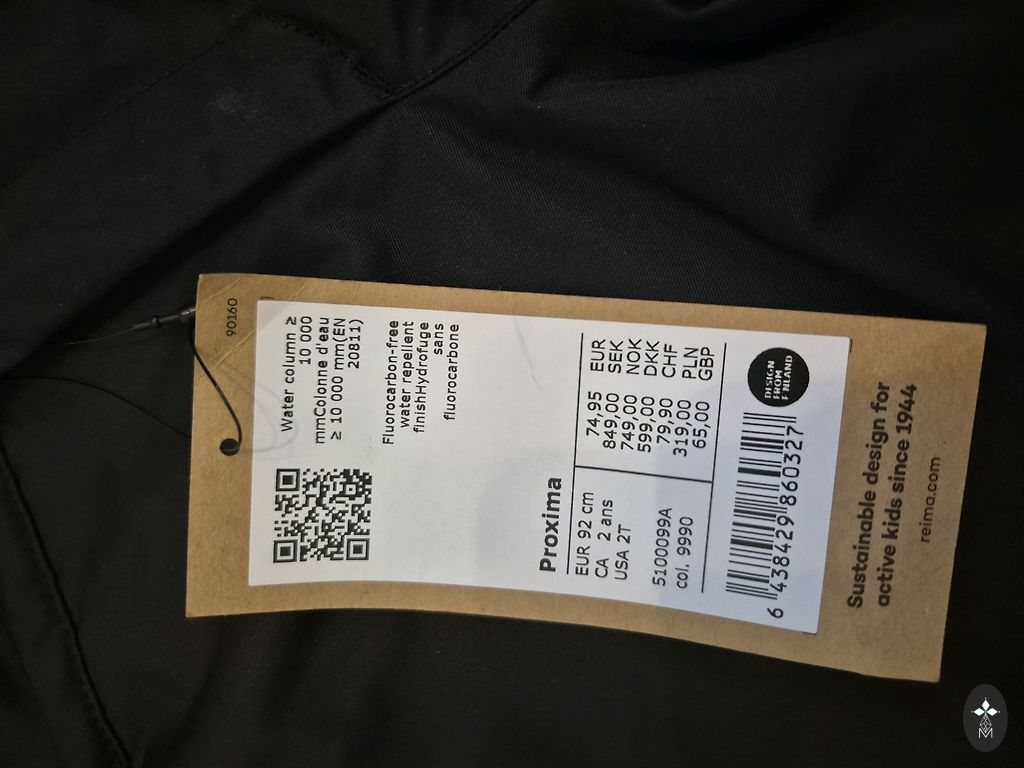 90160
Water column ≥
10 000
mmColonne d'eau
≥ 10 000 mm(EN
20811)
Fluorocarbon-free
water repellent
finishHydrofuge
sans
fluorocarbone
Proxima
EUR 92 cm
CA 2 ans
USA 2T
5100099A
col. 9990
74,95 EUR
849,00 SEK
749,00 NOK
599,00 DKK
79,90 CHF
319,00 PLN
65,00 GBP
6 438429 860327
DESIGN
FROM
FINLAND
Sustainable design for
active kids since 1944
reima.com
M